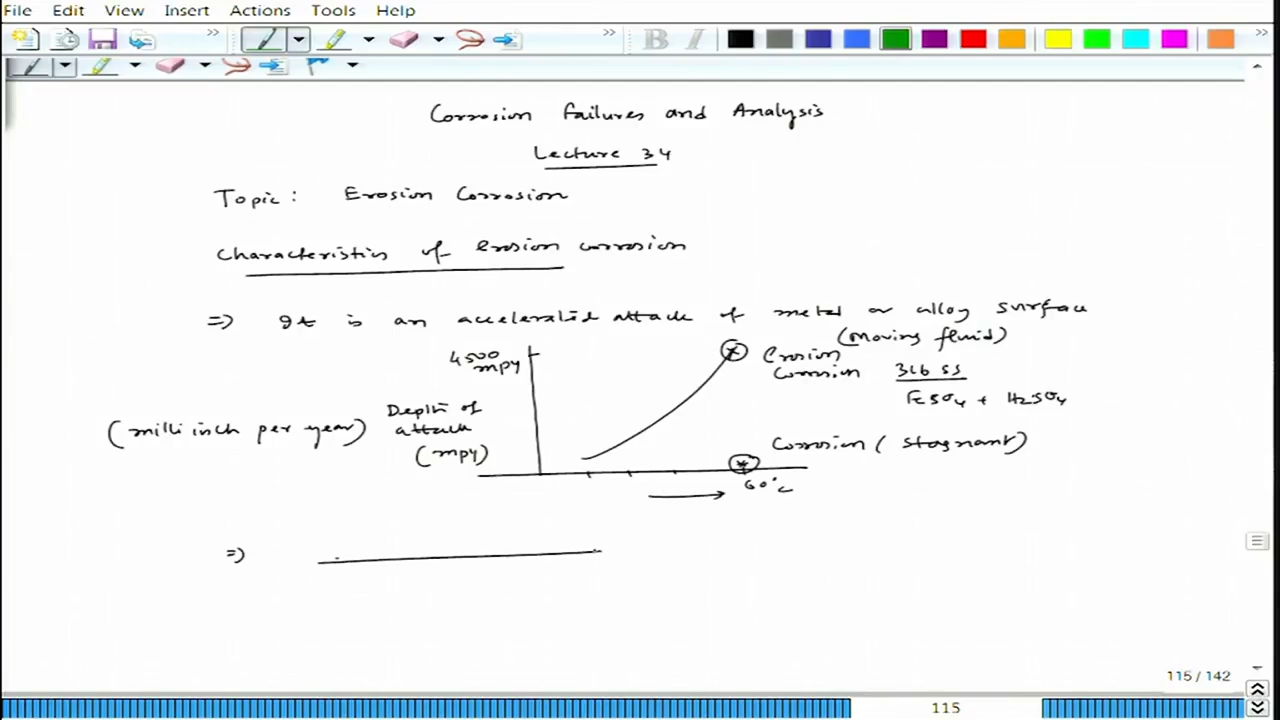 File Edit View Insert Actions Tools Help
Corrosion Failures and Analysis
Lecture 34
Topic: Erosion Corrosion
Characteristics of erosion corrosion
=) It is an accelerated attack of metal or alloy surface
(moving fluid)
4500 mpy
Erosion Corrosion
316 SS
FeSO4 + H2SO4
(milli inch per year)
Depth of attack (mpy)
Corrosion (stagnant)
60°C
=)
115 / 142
115